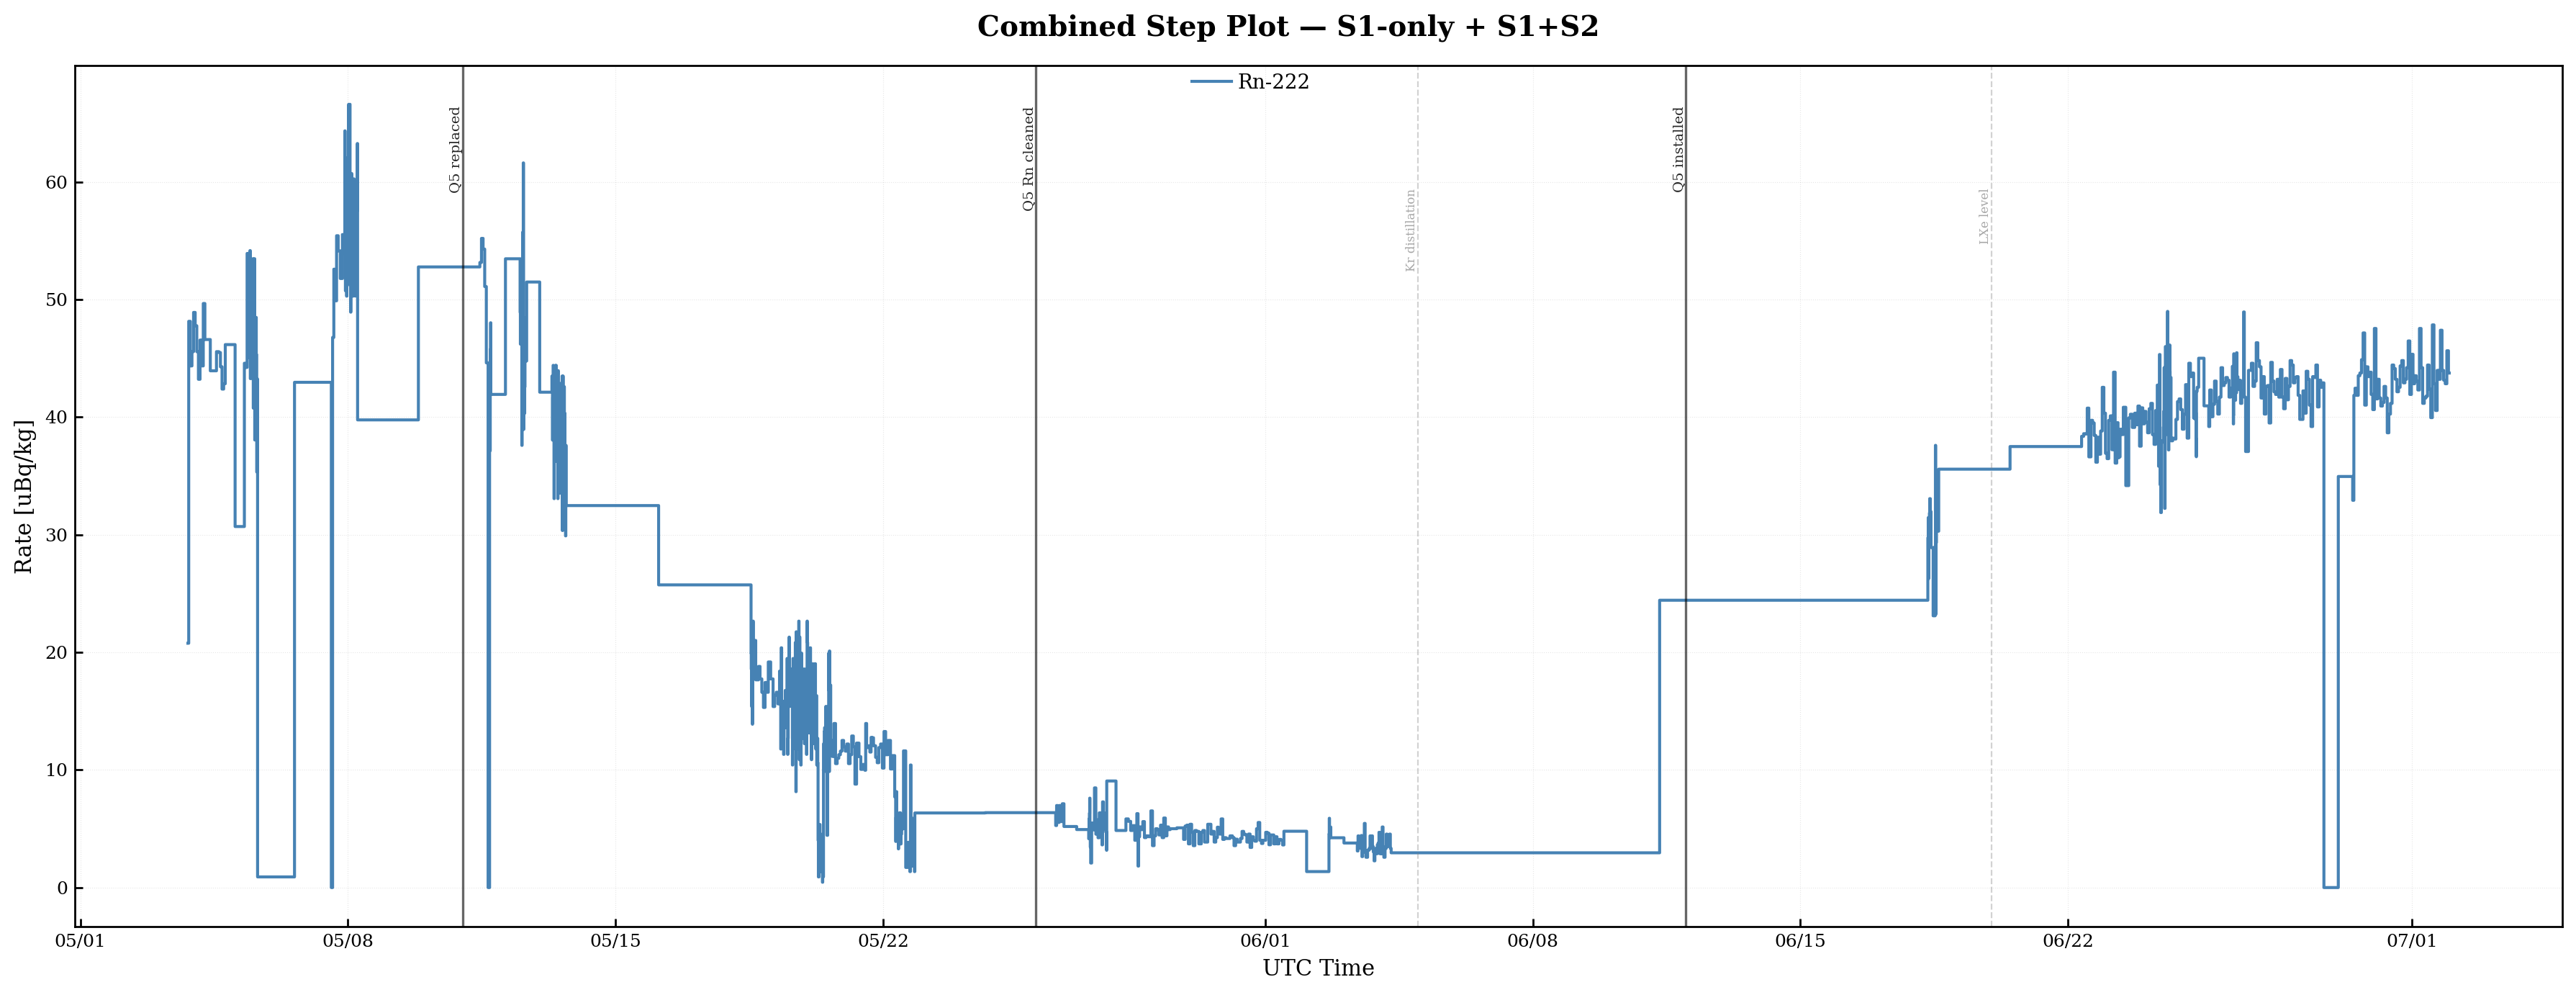 Combined Step Plot — S1-only + S1+S2
Rn-222
Q5 replaced
Q5 Rn cleaned
Kr distillation
Q5 installed
LXe level
Rate [uBq/kg]
60
50
40
30
20
10
0
05/01 05/08 05/15 05/22 06/01 06/08 06/15 06/22 07/01
UTC Time